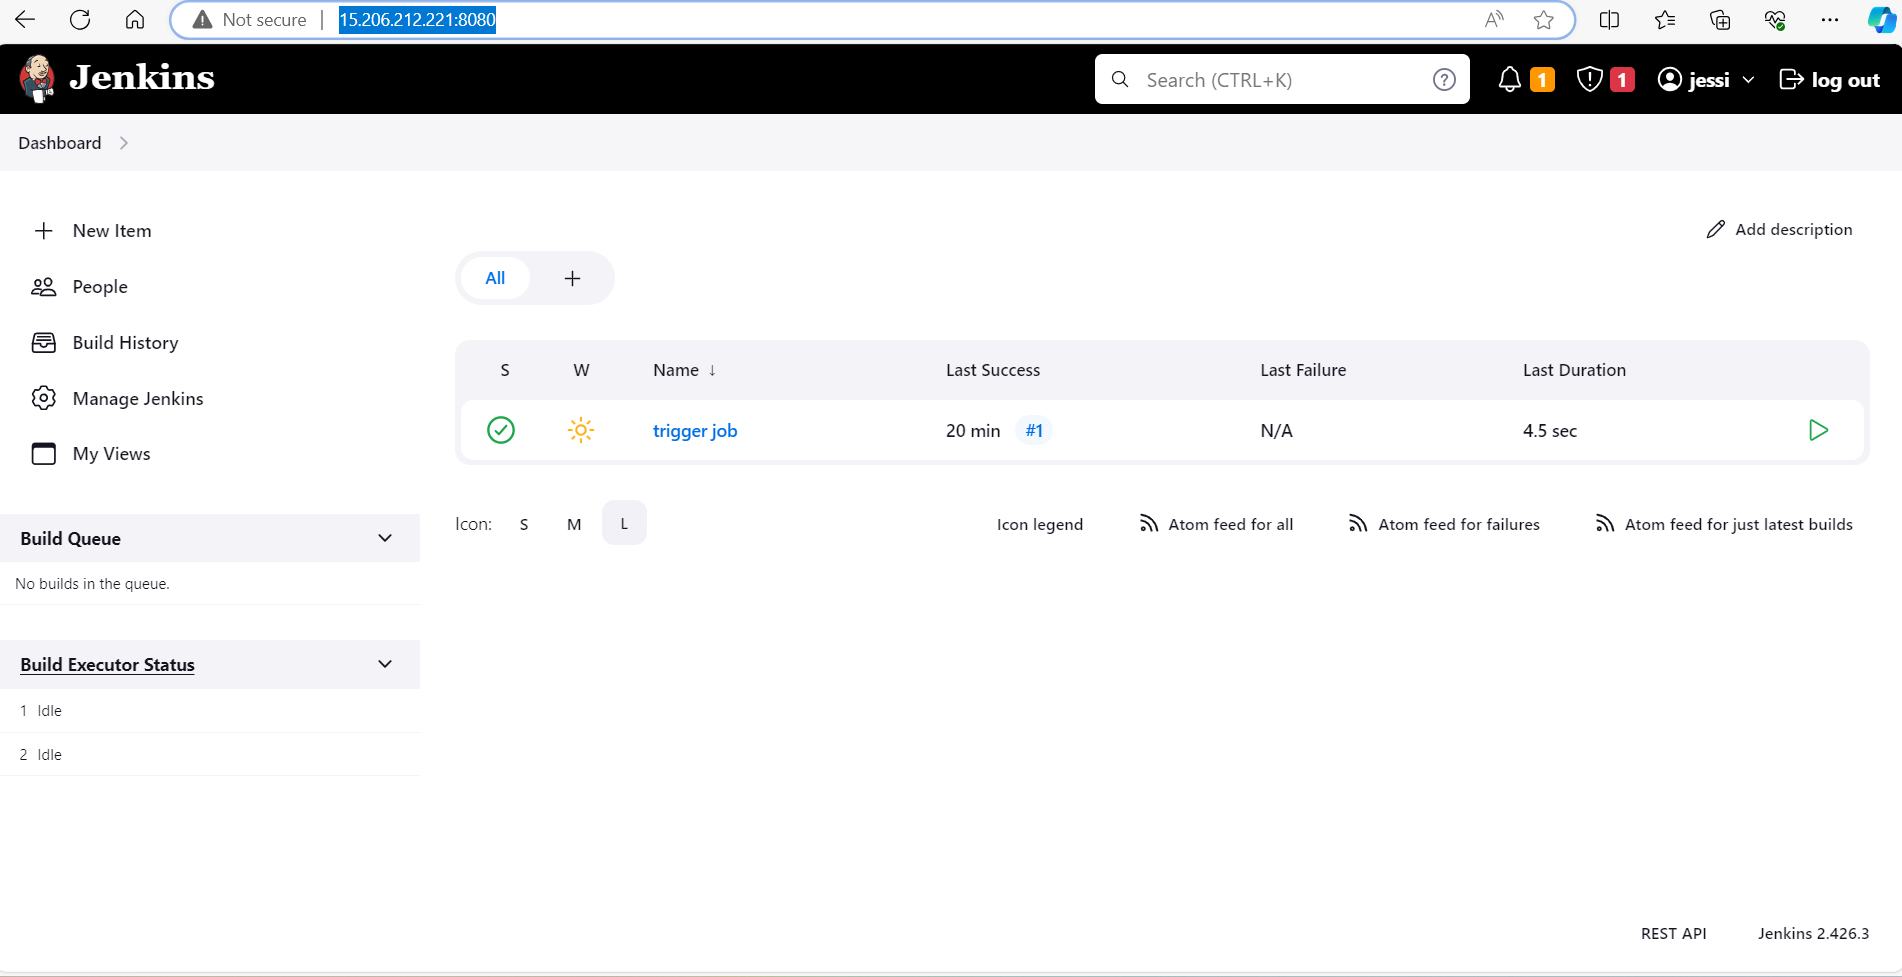 Not secure | 15.206.212.221:8080
Jenkins
Search (CTRL+K)
1
1
jessi
log out
Dashboard
New Item
People
Build History
Manage Jenkins
My Views
Add description
All
S W Name ↓ Last Success Last Failure Last Duration
trigger job 20 min #1 N/A 4.5 sec
Icon: S M L
Icon legend
Atom feed for all
Atom feed for failures
Atom feed for just latest builds
Build Queue
No builds in the queue.
Build Executor Status
1 Idle
2 Idle
REST API
Jenkins 2.426.3